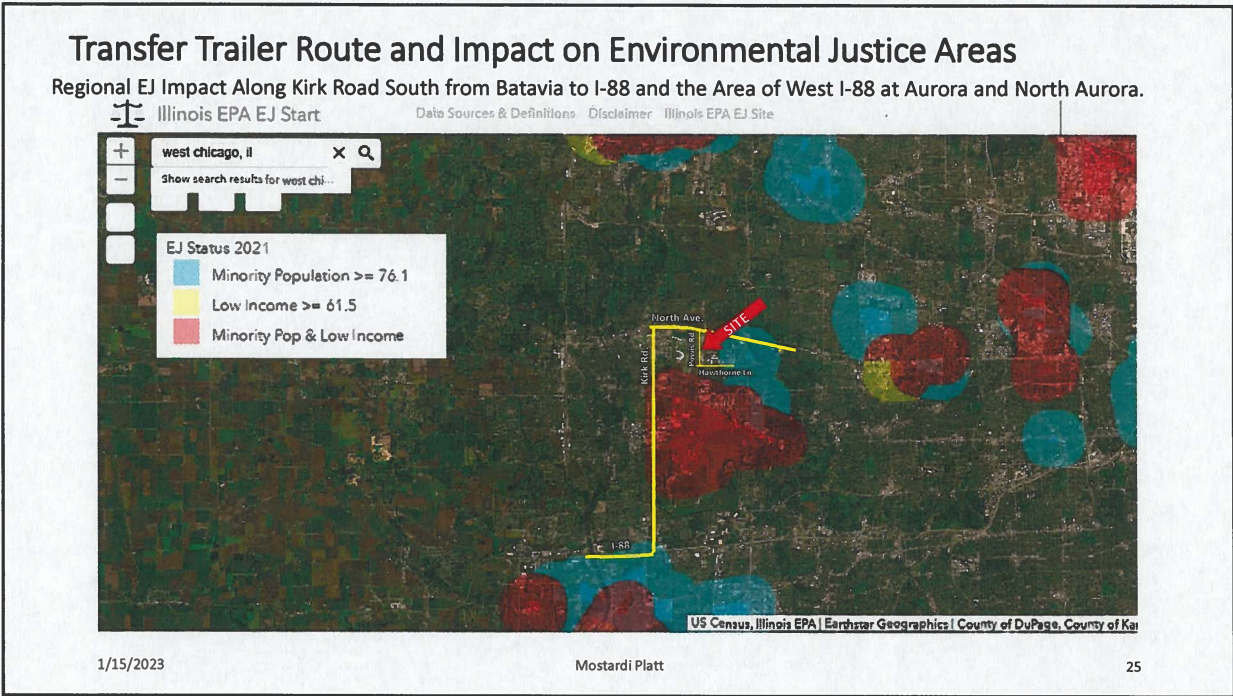 Transfer Trailer Route and Impact on Environmental Justice Areas
Regional EJ Impact Along Kirk Road South from Batavia to I-88 and the Area of West I-88 at Aurora and North Aurora.
Illinois EPA EJ Start
Data Sources & Definitions Disclaimer Illinois EPA EJ Site
+
west chicago, il
−
Show search results for west chi...
EJ Status 2021
Minority Population >= 76.1
Low Income >= 61.5
Minority Pop & Low Income
North Ave.
SITE
Kirk Rd
Powis Rd
Hawthorne Ln
I-88
US Census, Illinois EPA | Earthstar Geographics | County of DuPage, County of Kan
1/15/2023
Mostardi Platt
25